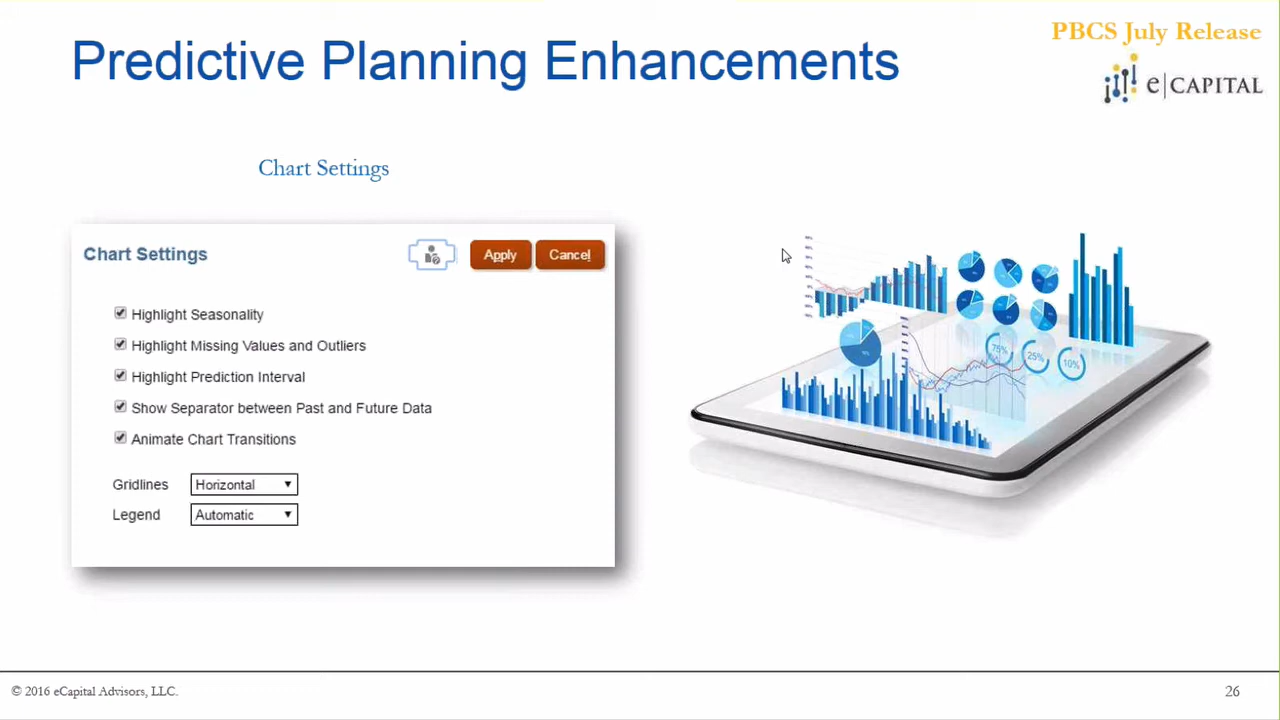 Predictive Planning Enhancements
PBCS July Release
e|CAPITAL
Chart Settings
Chart Settings
Apply
Cancel
Highlight Seasonality
Highlight Missing Values and Outliers
Highlight Prediction Interval
Show Separator between Past and Future Data
Animate Chart Transitions
Gridlines
Horizontal
Legend
Automatic
75%
25%
10%
© 2016 eCapital Advisors, LLC.
26